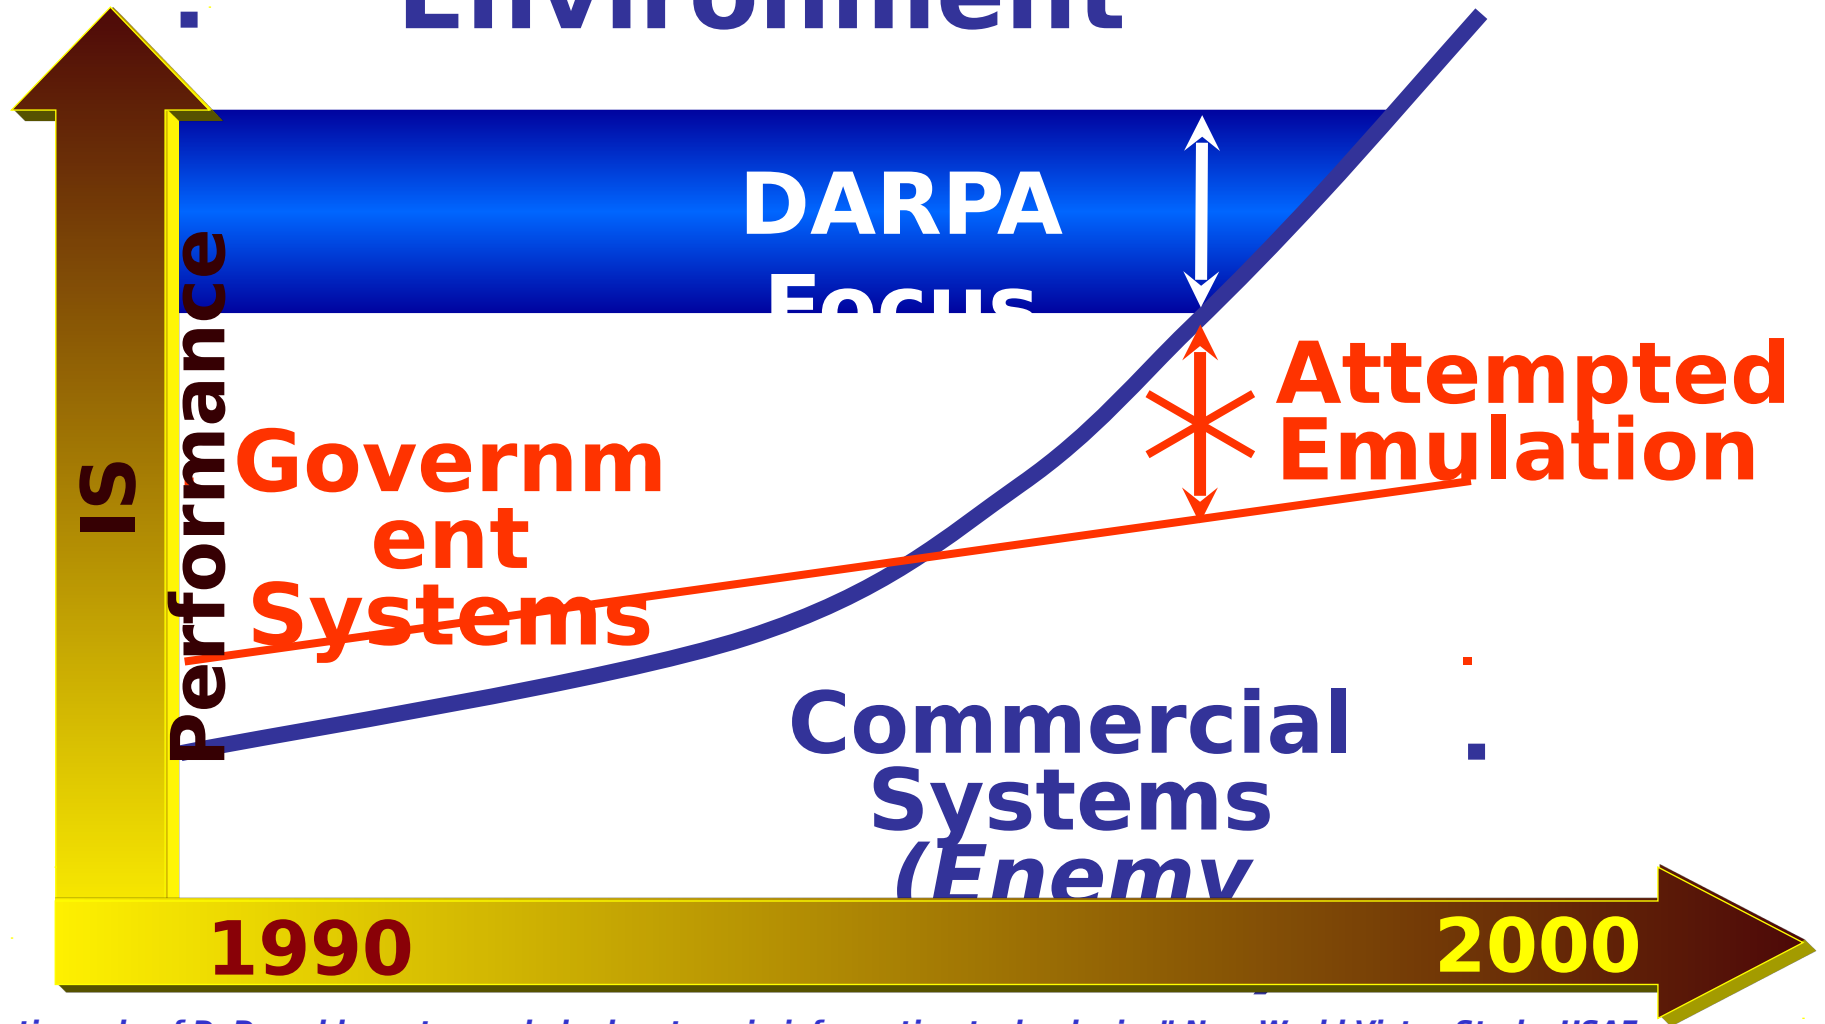 Environment
DARPA
Focus
IS
Performance
Attempted
Emulation
Governm
ent
Systems
Commercial
Systems
(Enemy
1990
2000